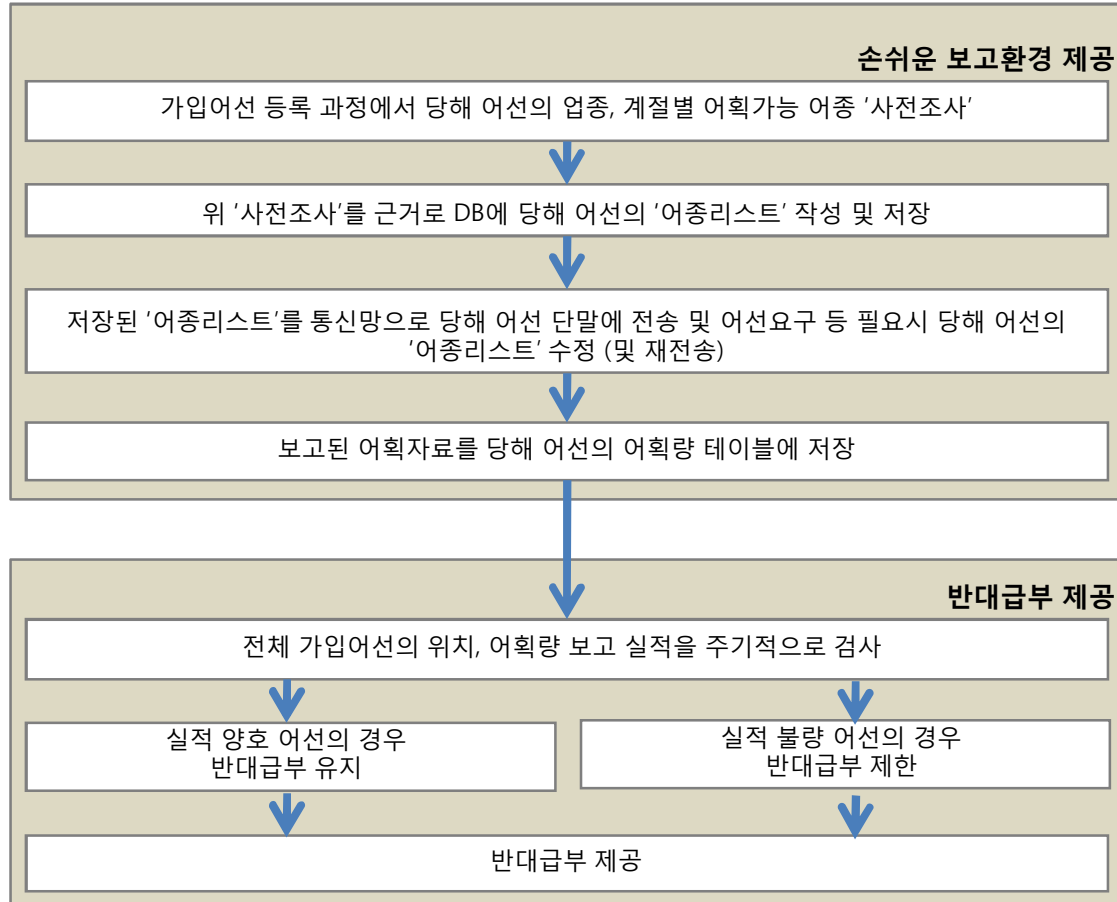 손쉬운 보고환경 제공
가입어선 등록 과정에서 당해 어선의 업종, 계절별 어획가능 어종 '사전조사'
위 '사전조사'를 근거로 DB에 당해 어선의 '어종리스트' 작성 및 저장
저장된 '어종리스트'를 통신망으로 당해 어선 단말에 전송 및 어선요구 등 필요시 당해 어선의
'어종리스트' 수정 (및 재전송)
보고된 어획자료를 당해 어선의 어획량 테이블에 저장
반대급부 제공
전체 가입어선의 위치, 어획량 보고 실적을 주기적으로 검사
실적 양호 어선의 경우
반대급부 유지
실적 불량 어선의 경우
반대급부 제한
반대급부 제공